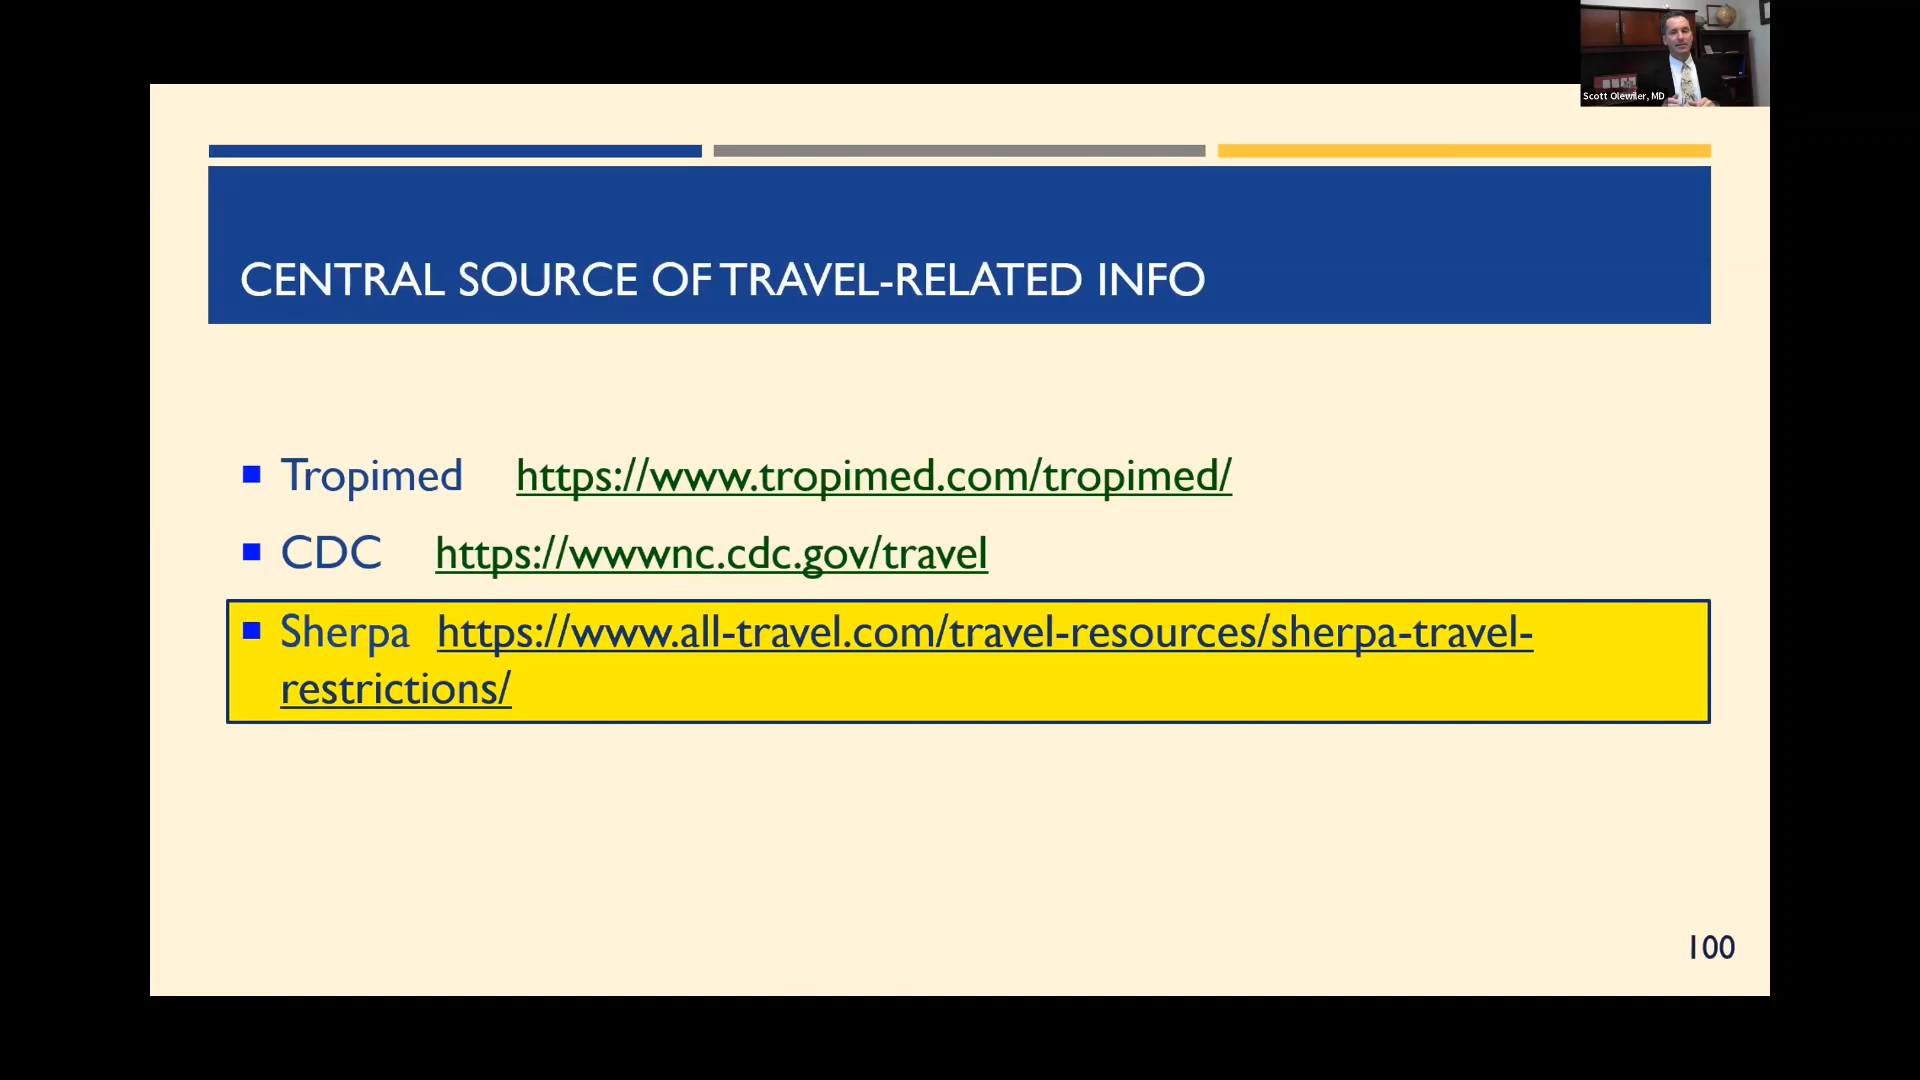 Scott Olewiler, MD
CENTRAL SOURCE OF TRAVEL-RELATED INFO
Tropimed https://www.tropimed.com/tropimed/
CDC https://wwwnc.cdc.gov/travel
Sherpa https://www.all-travel.com/travel-resources/sherpa-travel-
restrictions/
100